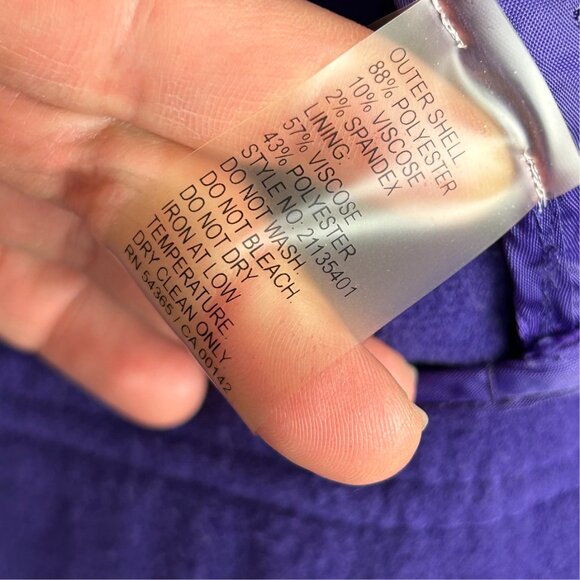 OUTER SHELL
88% POLYESTER
10% VISCOSE
2% SPANDEX
LINING:
57% VISCOSE
43% POLYESTER
STYLE NO: 21135401
DO NOT WASH.
DO NOT BLEACH.
DO NOT DRY
IRON AT LOW
TEMPERATURE.
DRY CLEAN ONLY
RN 54365 / CA 00142